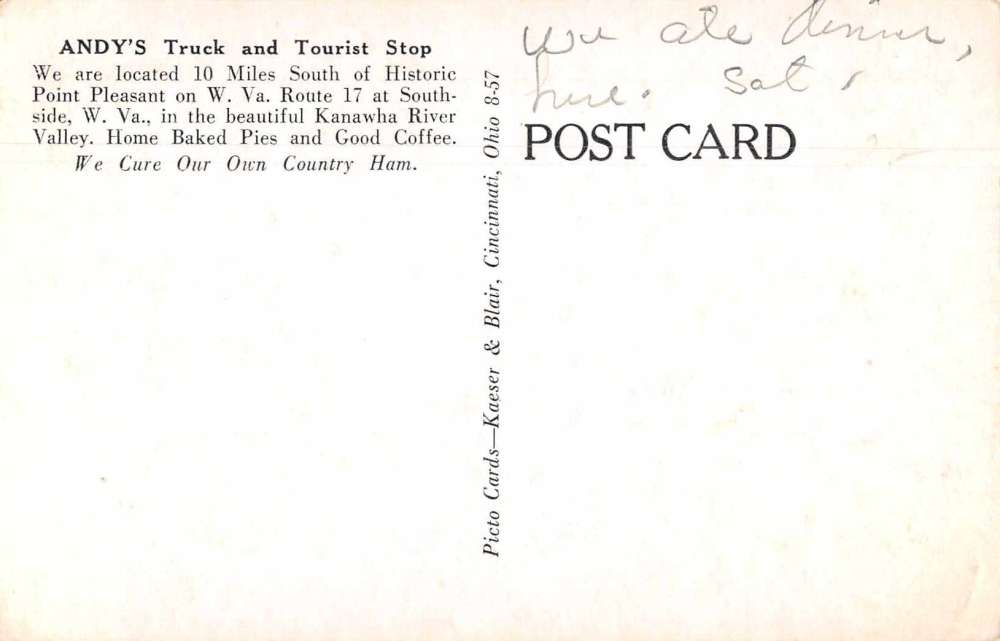 ANDY'S Truck and Tourist Stop
We are located 10 Miles South of Historic
Point Pleasant on W. Va. Route 17 at South-
side, W. Va., in the beautiful Kanawha River
Valley. Home Baked Pies and Good Coffee.
We Cure Our Own Country Ham.
Picto Cards—Kaeser & Blair, Cincinnati, Ohio 8-57
We ate dinner,
here. Sat.
POST CARD